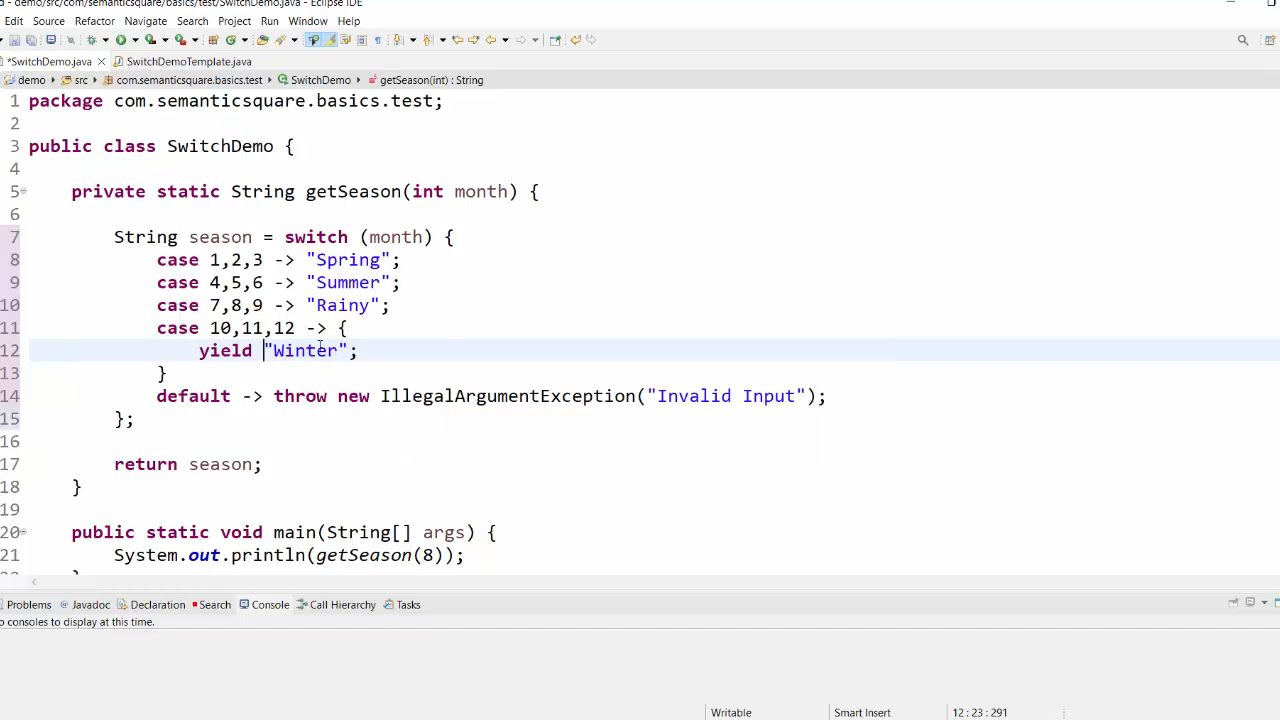 - demo/src/com/semanticsquare/basics/test/SwitchDemo.java - Eclipse IDE
Edit Source Refactor Navigate Search Project Run Window Help
*SwitchDemo.java SwitchDemoTemplate.java
demo src com.semanticsquare.basics.test SwitchDemo getSeason(int) : String
1 package com.semanticsquare.basics.test;
2
3 public class SwitchDemo {
4
5 private static String getSeason(int month) {
6
7 String season = switch (month) {
8 case 1,2,3 -> "Spring";
9 case 4,5,6 -> "Summer";
10 case 7,8,9 -> "Rainy";
11 case 10,11,12 -> {
12 yield "Winter";
13 }
14 default -> throw new IllegalArgumentException("Invalid Input");
15 };
16
17 return season;
18 }
19
20 public static void main(String[] args) {
21 System.out.println(getSeason(8));
Problems Javadoc Declaration Search Console Call Hierarchy Tasks
o consoles to display at this time.
Writable Smart Insert 12 : 23 : 291